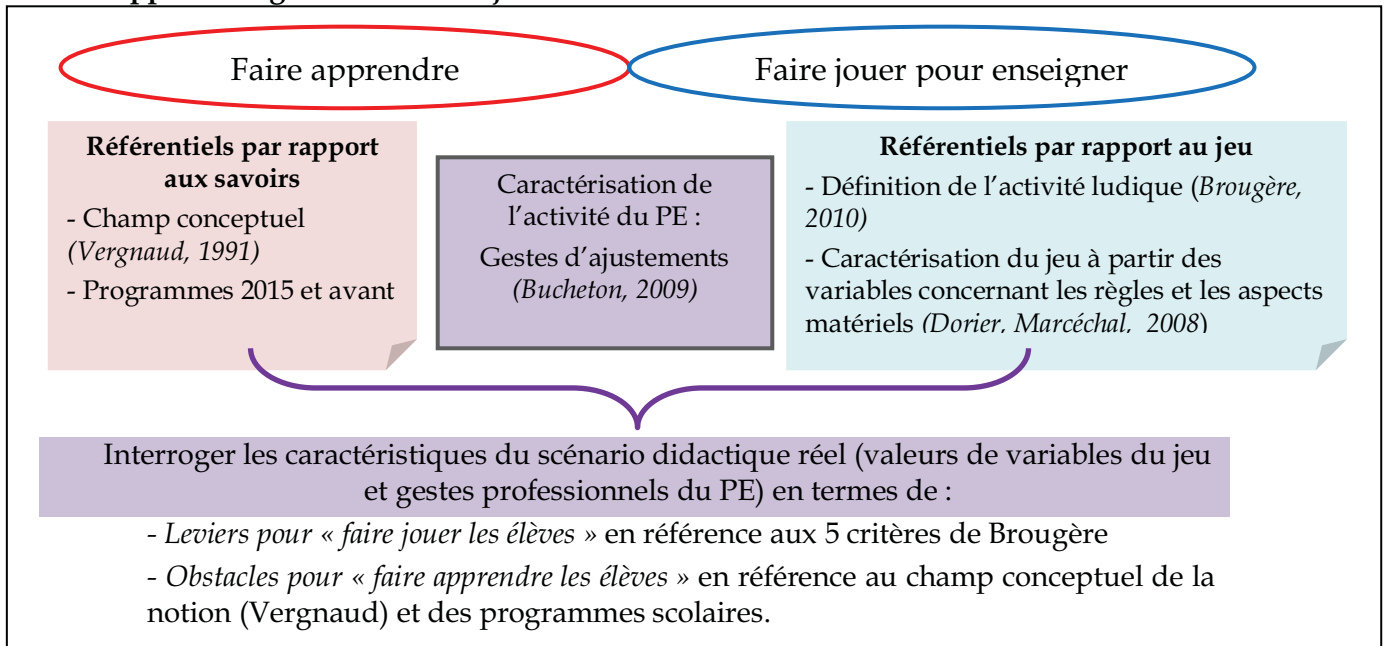 Faire apprendre
Faire jouer pour enseigner
Référentiels par rapport
aux savoirs
- Champ conceptuel
(Vergnaud, 1991)
- Programmes 2015 et avant
Caractérisation de
l’activité du PE :
Gestes d’ajustements
(Bucheton, 2009)
Référentiels par rapport au jeu
- Définition de l’activité ludique (Brougère,
2010)
- Caractérisation du jeu à partir des
variables concernant les règles et les aspects
matériels (Dorier, Marcéchal, 2008)
Interroger les caractéristiques du scénario didactique réel (valeurs de variables du jeu
et gestes professionnels du PE) en termes de :
- Leviers pour « faire jouer les élèves » en référence aux 5 critères de Brougère
- Obstacles pour « faire apprendre les élèves » en référence au champ conceptuel de la
notion (Vergnaud) et des programmes scolaires.